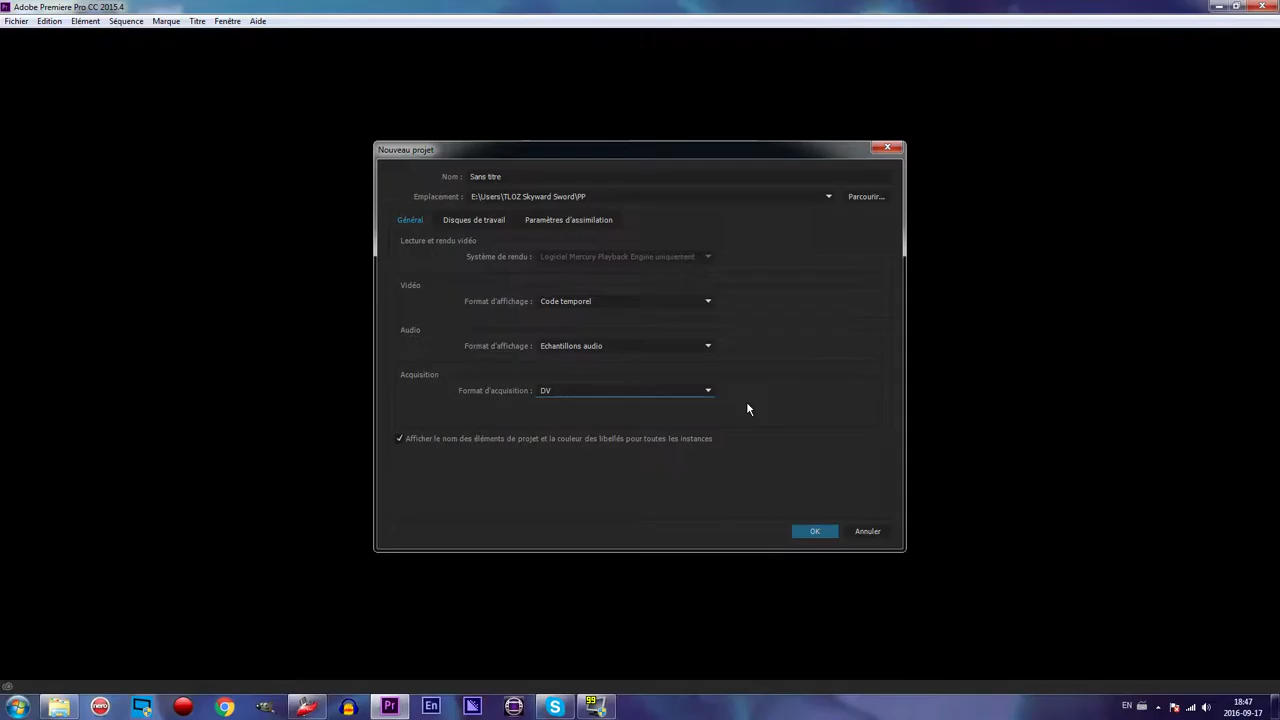 Adobe Premiere Pro CC 2015.4
Fichier Edition Elément Séquence Marque Titre Fenêtre Aide
Nouveau projet
Nom : Sans titre
Emplacement : E:\Users\TLOZ Skyward Sword\PP Parcourir...
Général Disques de travail Paramètres d'assimilation
Lecture et rendu vidéo
Système de rendu : Logiciel Mercury Playback Engine uniquement
Vidéo
Format d'affichage : Code temporel
Audio
Format d'affichage : Echantillons audio
Acquisition
Format d'acquisition : DV
Afficher le nom des éléments de projet et la couleur des libellés pour toutes les instances
OK Annuler
nero Pr En S 99
EN 18:47
2016-09-17